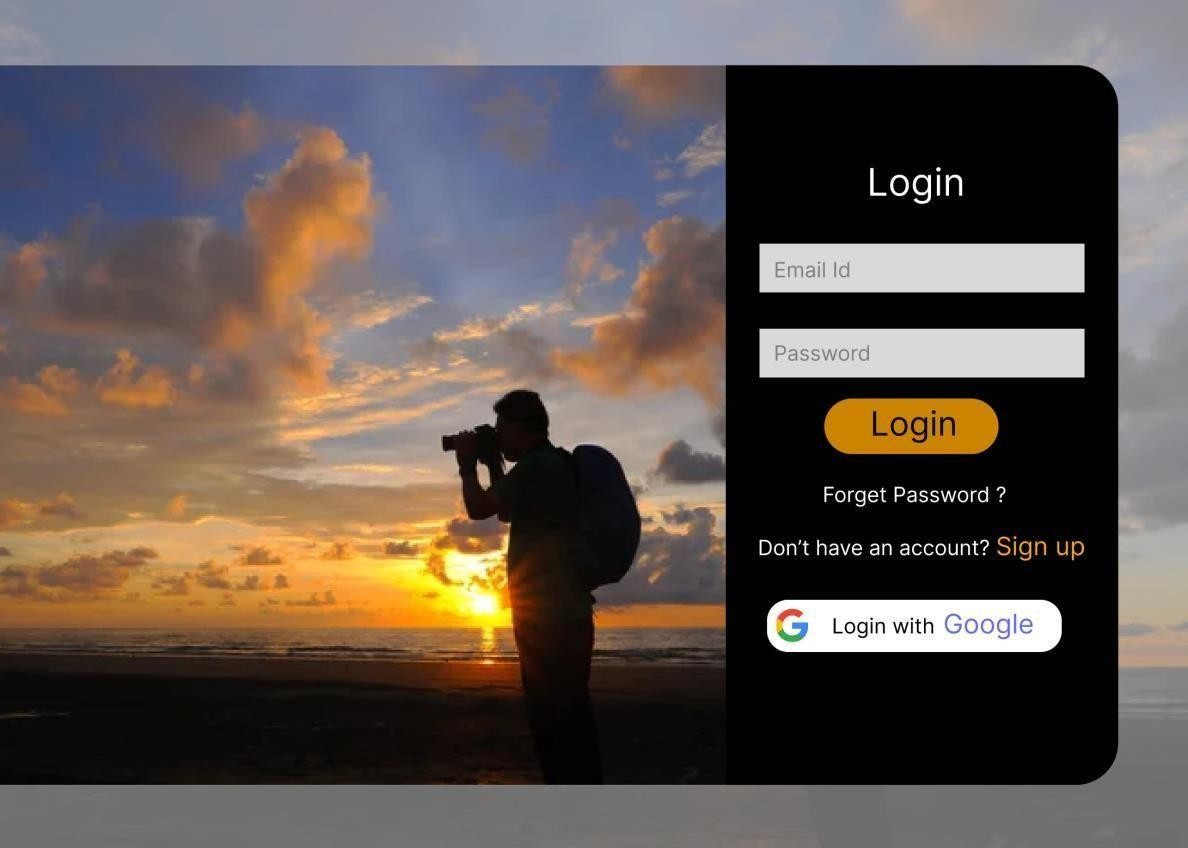 Login
Email Id
Password
Login
Forget Password ?
Don’t have an account? Sign up
Login with Google